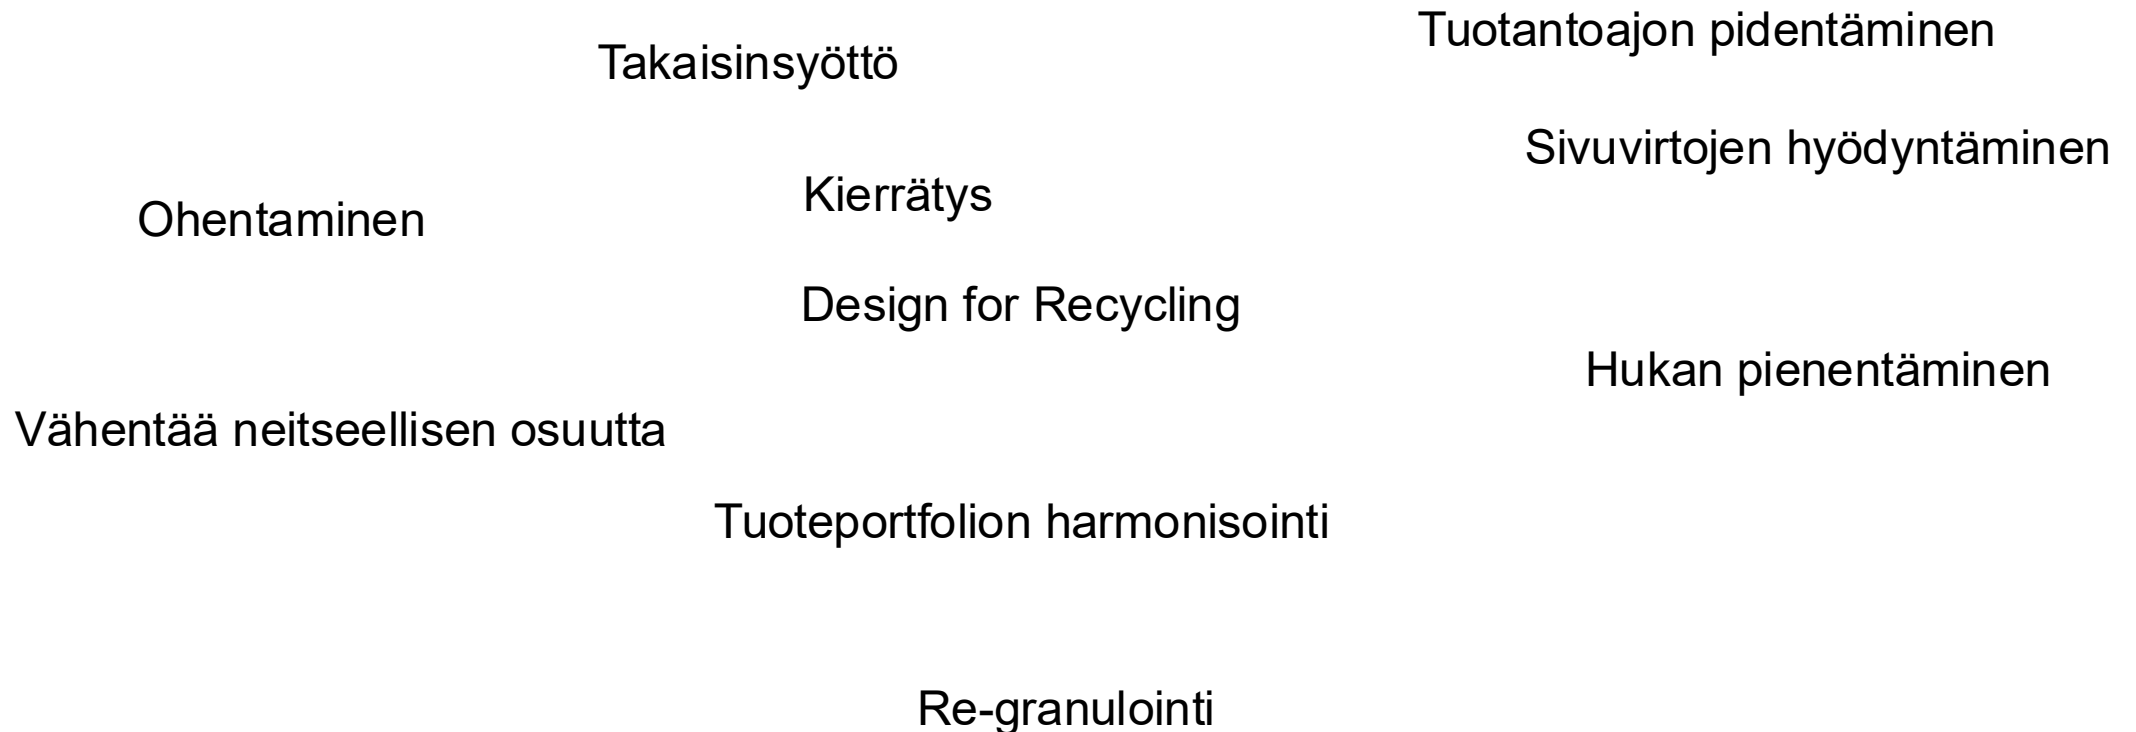 Tuotantoajon pidentäminen
Takaisinsyöttö
Sivuvirtojen hyödyntäminen
Kierrätys
Ohentaminen
Design for Recycling
Hukan pienentäminen
Vähentää neitseellisen osuutta
Tuoteportfolion harmonisointi
Re-granulointi